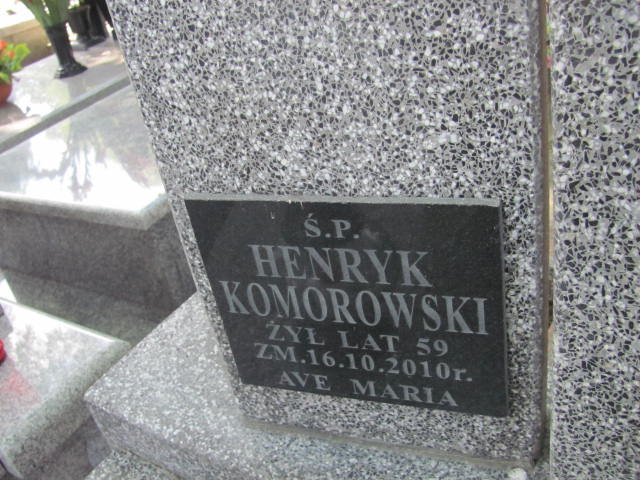 Ś.P.
HENRYK
KOMOROWSKI
ŻYŁ LAT 59
ZM.16.10.2010r.
AVE MARIA